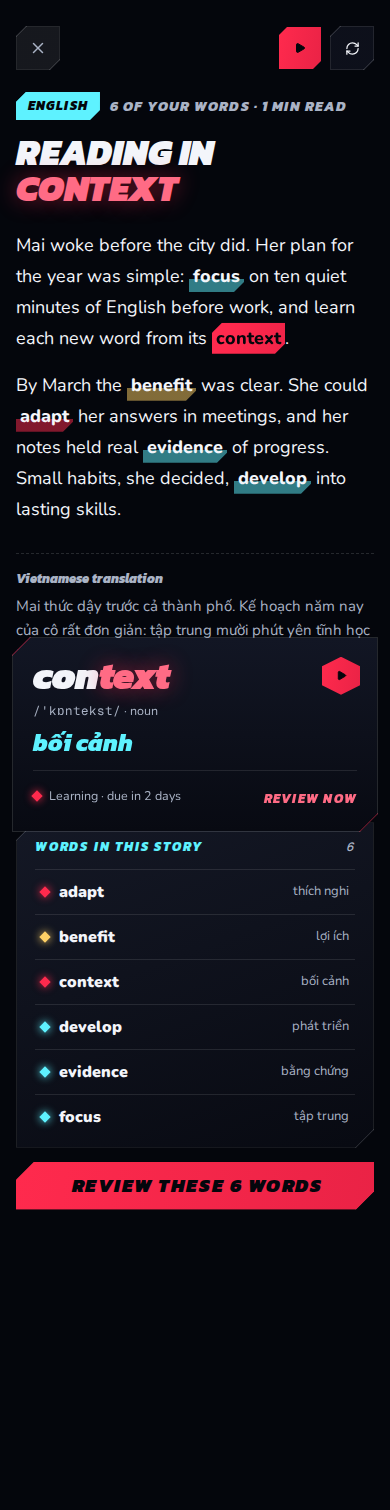 ENGLISH 6 OF YOUR WORDS · 1 MIN READ
READING IN
CONTEXT
Mai woke before the city did. Her plan for
the year was simple: focus on ten quiet
minutes of English before work, and learn
each new word from its context.
By March the benefit was clear. She could
adapt her answers in meetings, and her
notes held real evidence of progress.
Small habits, she decided, develop into
lasting skills.
Vietnamese translation
Mai thức dậy trước cả thành phố. Kế hoạch năm nay
của cô rất đơn giản: tập trung mười phút yên tĩnh học
context
/ˈkɒntekst/ · noun
bối cảnh
Learning · due in 2 days
REVIEW NOW
WORDS IN THIS STORY 6
adapt thích nghi
benefit lợi ích
context bối cảnh
develop phát triển
evidence bằng chứng
focus tập trung
REVIEW THESE 6 WORDS